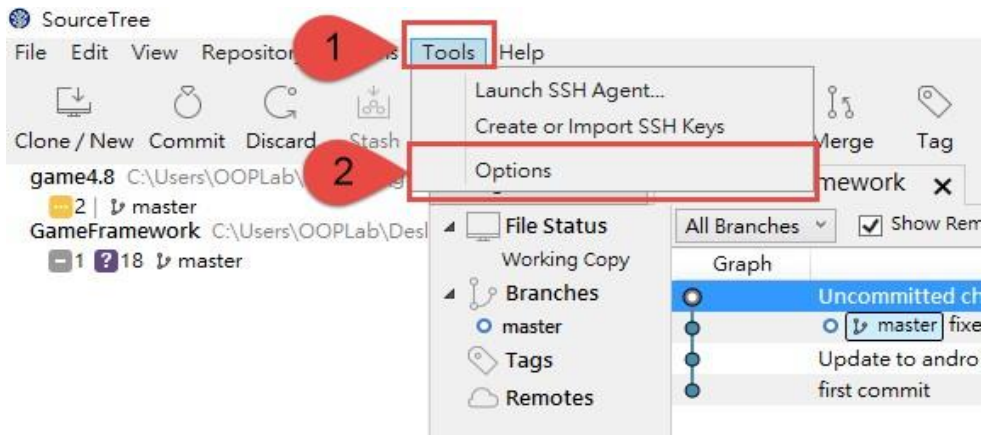 SourceTree
File Edit View Repository 1 s Tools Help
Launch SSH Agent...
Create or Import SSH Keys
2 Options
Clone / New Commit Discard Stash Merge Tag
game4.8 C:\Users\OOPLab\ g
2 | master
GameFramework C:\Users\OOPLab\Desl
1 ? 18 master
mework x
File Status
Working Copy
Branches
master
Tags
Remotes
All Branches Show Rem
Graph
Uncommitted ch
master fixe
Update to andro
first commit